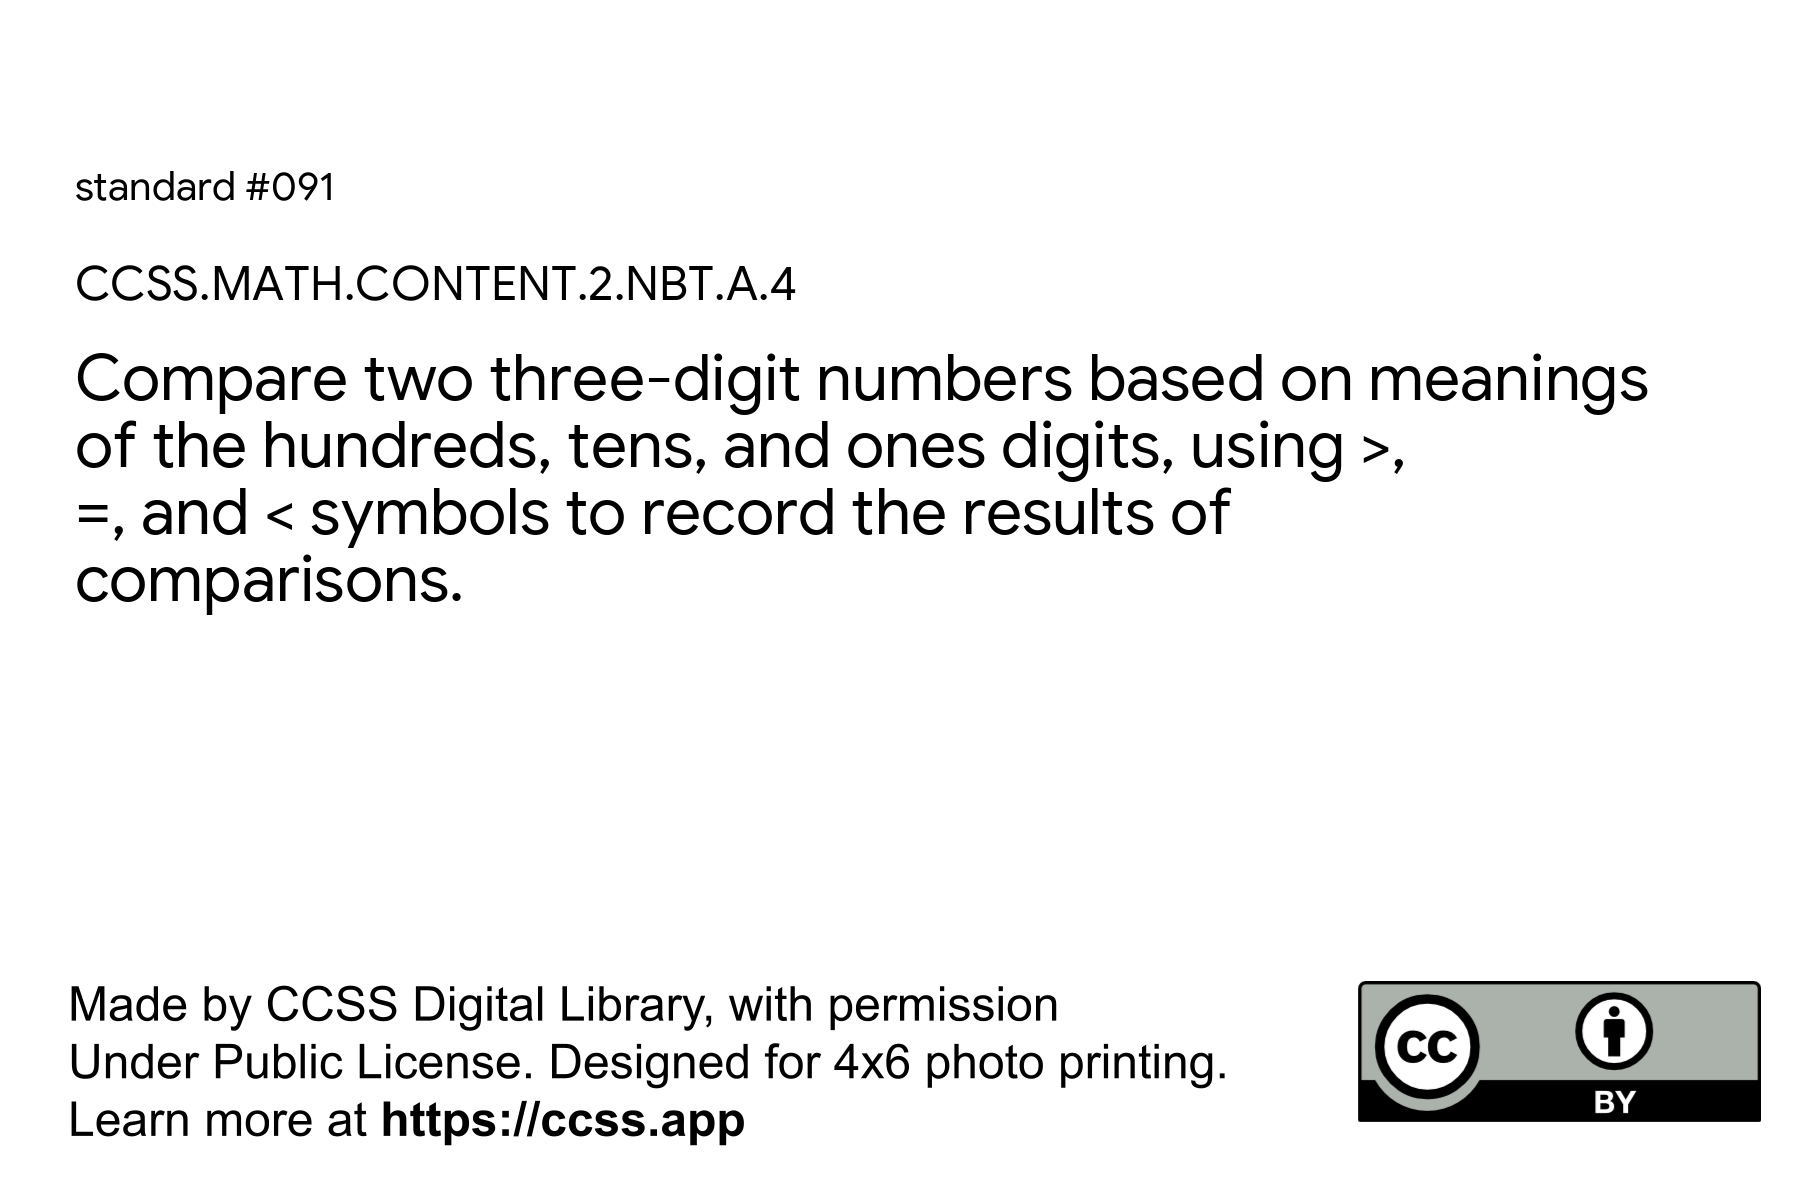 standard #091
CCSS.MATH.CONTENT.2.NBT.A.4
Compare two three-digit numbers based on meanings
of the hundreds, tens, and ones digits, using >,
=, and < symbols to record the results of
comparisons.
Made by CCSS Digital Library, with permission
Under Public License. Designed for 4x6 photo printing.
Learn more at https://ccss.app
cc
BY